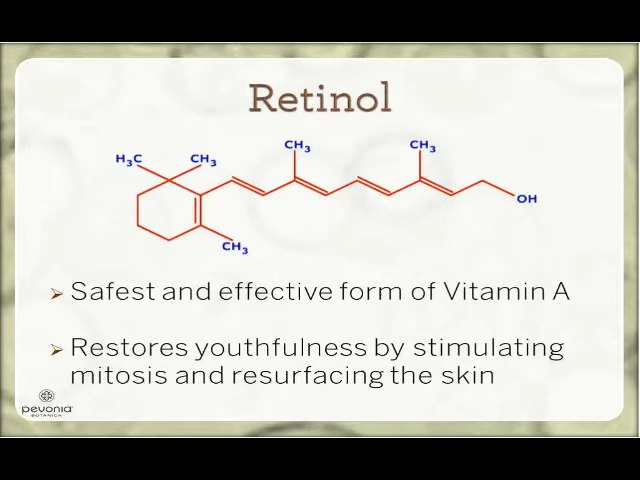 Retinol
H₃C
CH₃
CH₃
CH₃
OH
CH₃
➢ Safest and effective form of Vitamin A
➢ Restores youthfulness by stimulating
mitosis and resurfacing the skin
pevonia
BOTANICA